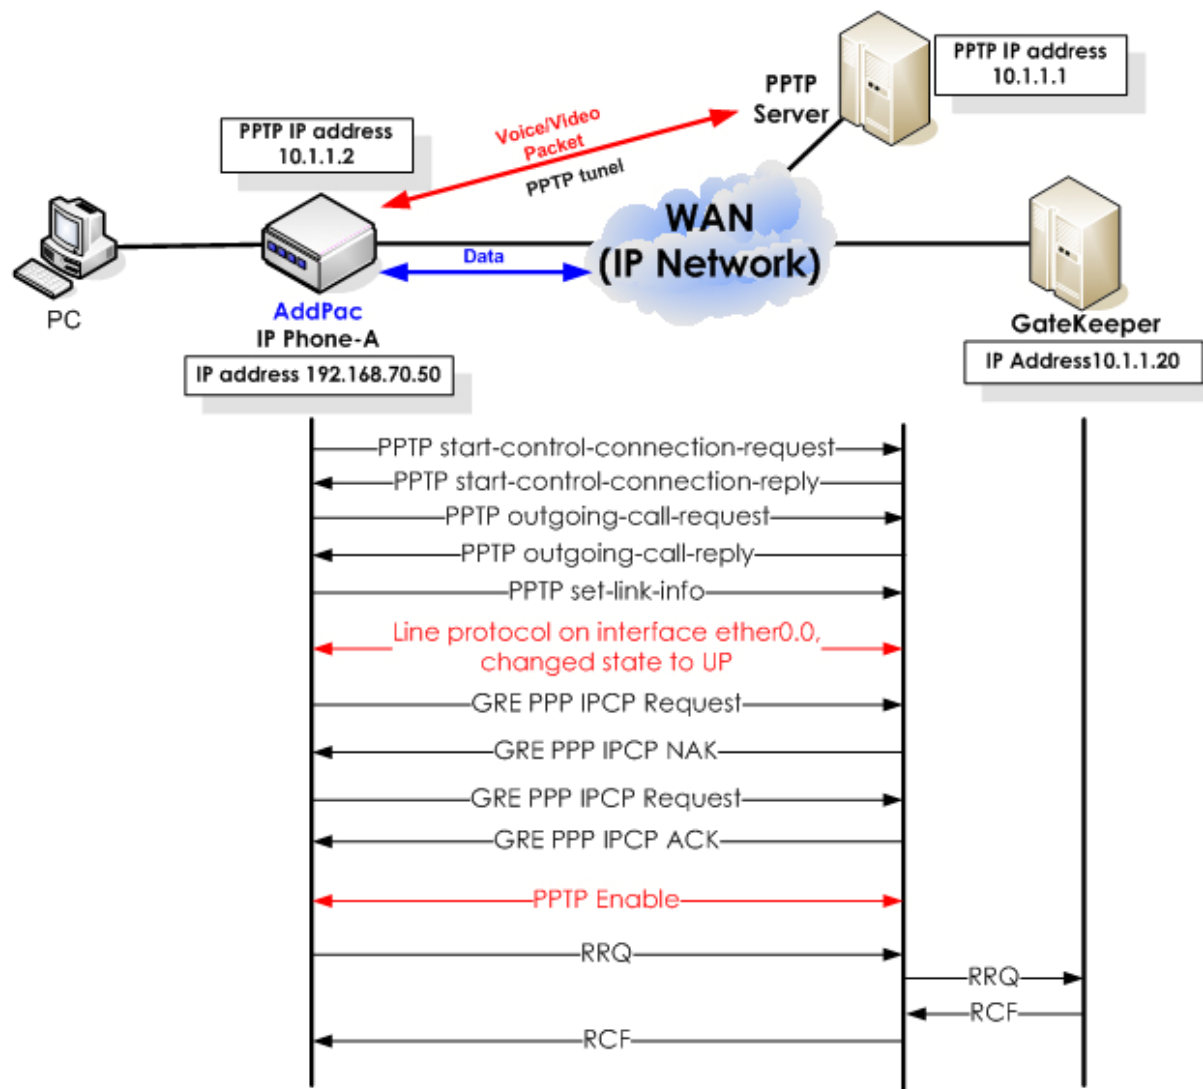 PPTP IP address
10.1.1.1
PPTP
Server
PPTP IP address
10.1.1.2
Voice/Video
Packet
PPTP tunel
WAN
(IP Network)
Data
PC
AddPac
IP Phone-A
IP address 192.168.70.50
GateKeeper
IP Address10.1.1.20
PPTP start-control-connection-request
PPTP start-control-connection-reply
PPTP outgoing-call-request
PPTP outgoing-call-reply
PPTP set-link-info
Line protocol on interface ether0.0,
changed state to UP
GRE PPP IPCP Request
GRE PPP IPCP NAK
GRE PPP IPCP Request
GRE PPP IPCP ACK
PPTP Enable
RRQ
RRQ
RCF
RCF